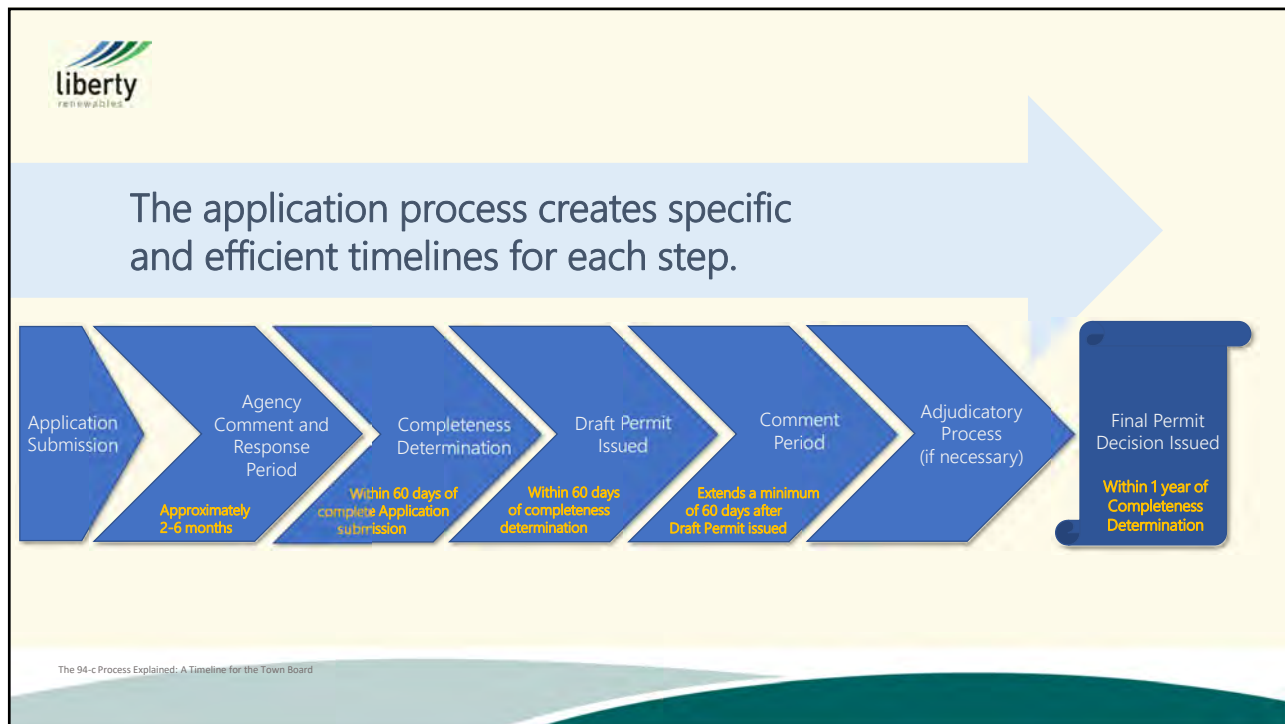 liberty
renewables
The application process creates specific
and efficient timelines for each step.
Application
Submission
Agency
Comment and
Response
Period
Approximately
2-6 months
Completeness
Determination
Within 60 days of
complete Application
submission
Draft Permit
Issued
Within 60 days
of completeness
determination
Comment
Period
Extends a minimum
of 60 days after
Draft Permit issued
Adjudicatory
Process
(if necessary)
Final Permit
Decision Issued
Within 1 year of
Completeness
Determination
The 94-c Process Explained: A Timeline for the Town Board